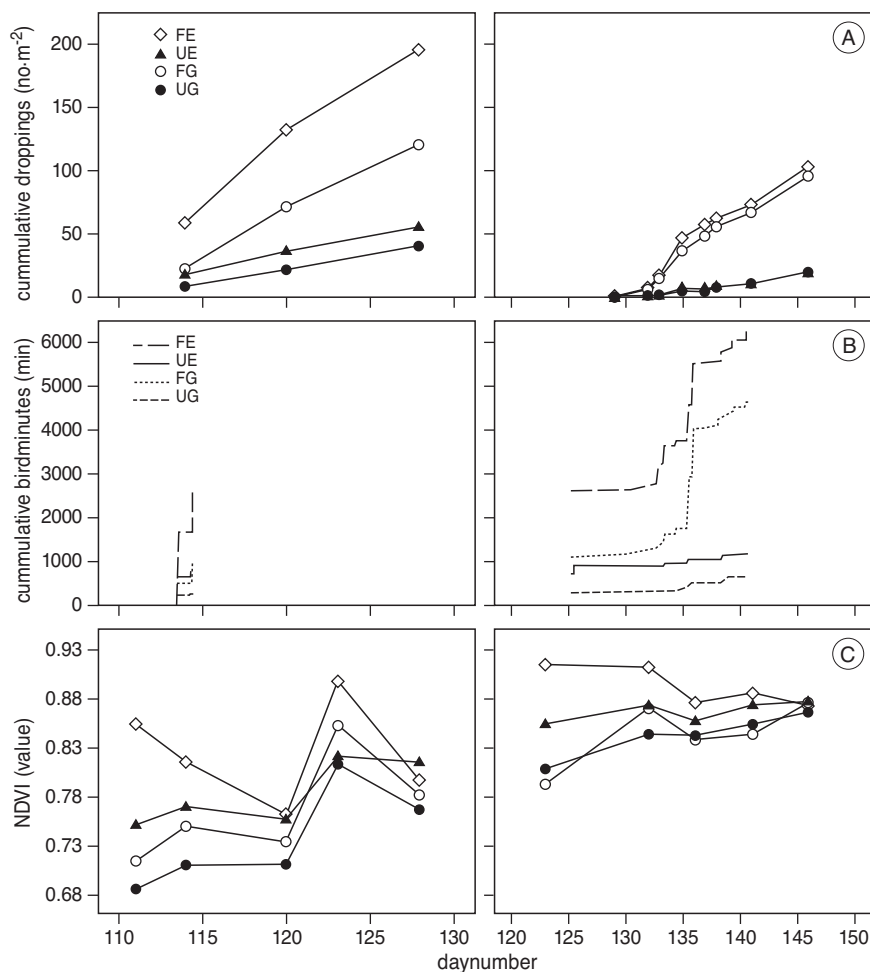 cummulative droppings (no·m-2)
200
150
100
50
0
FE
UE
FG
UG
A
cummulative birdminutes (min)
6000
5000
4000
3000
2000
1000
0
FE
UE
FG
UG
B
NDVI (value)
0.93
0.88
0.83
0.78
0.73
0.68
C
110 115 120 125 130
120 125 130 135 140 145 150
daynumber